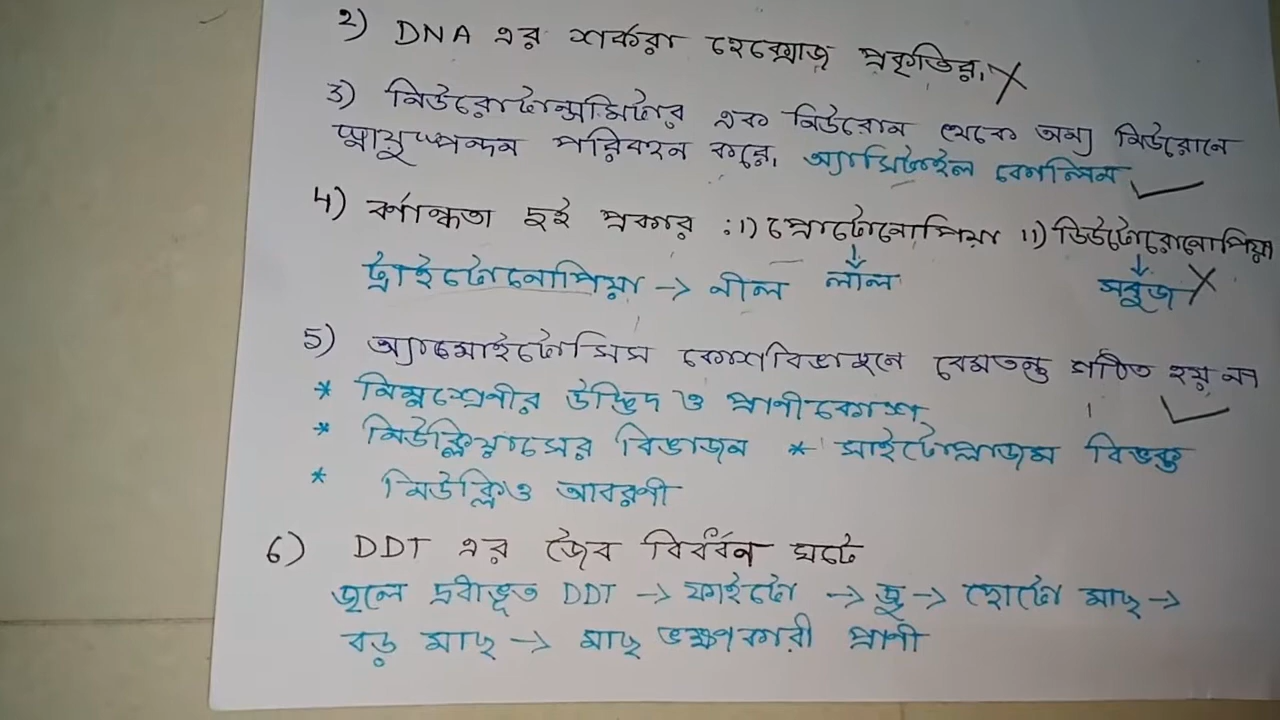 2) DNA এর শর্করা হেক্সোজ প্রকৃতির। ✗
3) নিউরোটান্সমিটার এক নিউরোন থেকে অন্য নিউরোনে
স্নায়ুস্পন্দন পরিবহন করে। অ্যাসিটাইল কোলিন ✓
4) বর্ণান্ধতা দুই প্রকার : ।) প্রোটোনোপিয়া ।।) ডিউটোরোনোপিয়া
ট্রাইটোনোপিয়া → নীল লাল সবুজ ✗
5) অ্যামোইটোসিস কোশবিভাজনে বেমতন্তু গঠিত হয় না ✓
* নিম্নশ্রেণীর উদ্ভিদ ও প্রাণীকোশ
* নিউক্লিয়াসের বিভাজন * সাইটোপ্লাজম বিভক্ত
* নিউক্লিও আবরণী
6) DDT এর জৈব বিবর্ধন ঘটে
জলে দ্রবীভূত DDT → ফাইটো → জু → ছোটো মাছ →
বড় মাছ → মাছ ভক্ষণকারী প্রাণী